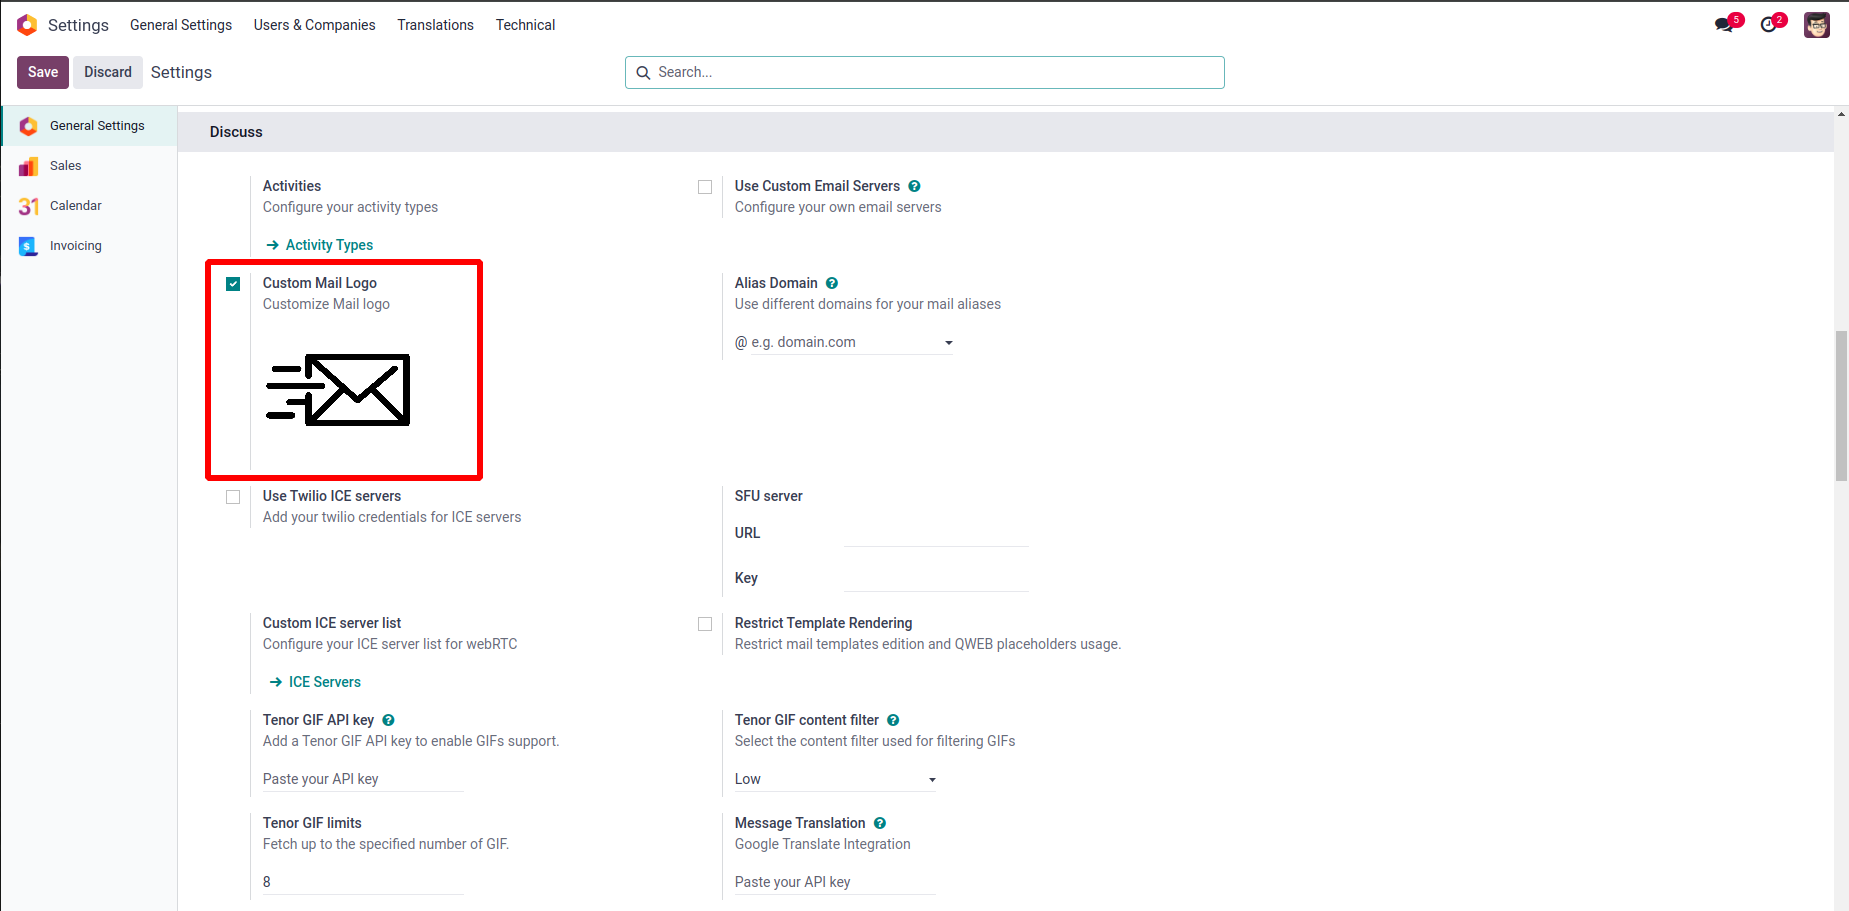 Settings General Settings Users & Companies Translations Technical 5 2
Save Discard Settings Search...
General Settings
Sales
31 Calendar
$ Invoicing
Discuss
Activities
Configure your activity types
Activity Types
Use Custom Email Servers ?
Configure your own email servers
Custom Mail Logo
Customize Mail logo
Alias Domain ?
Use different domains for your mail aliases
@ e.g. domain.com
Use Twilio ICE servers
Add your twilio credentials for ICE servers
SFU server
URL
Key
Custom ICE server list
Configure your ICE server list for webRTC
ICE Servers
Restrict Template Rendering
Restrict mail templates edition and QWEB placeholders usage.
Tenor GIF API key ?
Add a Tenor GIF API key to enable GIFs support.
Paste your API key
Tenor GIF content filter ?
Select the content filter used for filtering GIFs
Low
Tenor GIF limits
Fetch up to the specified number of GIF.
8
Message Translation ?
Google Translate Integration
Paste your API key